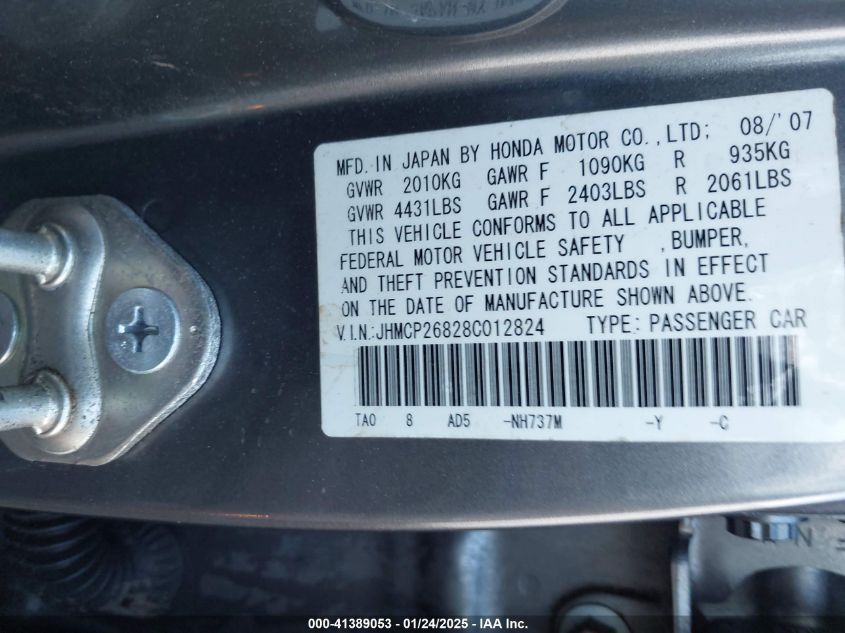 MFD. IN JAPAN BY HONDA MOTOR CO.,LTD; 08/'07
GVWR 2010KG GAWR F 1090KG R 935KG
GVWR 4431LBS GAWR F 2403LBS R 2061LBS
THIS VEHICLE CONFORMS TO ALL APPLICABLE
FEDERAL MOTOR VEHICLE SAFETY ,BUMPER,
AND THEFT PREVENTION STANDARDS IN EFFECT
ON THE DATE OF MANUFACTURE SHOWN ABOVE.
V.I.N.:JHMCP26828C012824 TYPE: PASSENGER CAR
TA0 8 AD5 -NH737M -Y -C
000-41389053 - 01/24/2025 - IAA Inc.